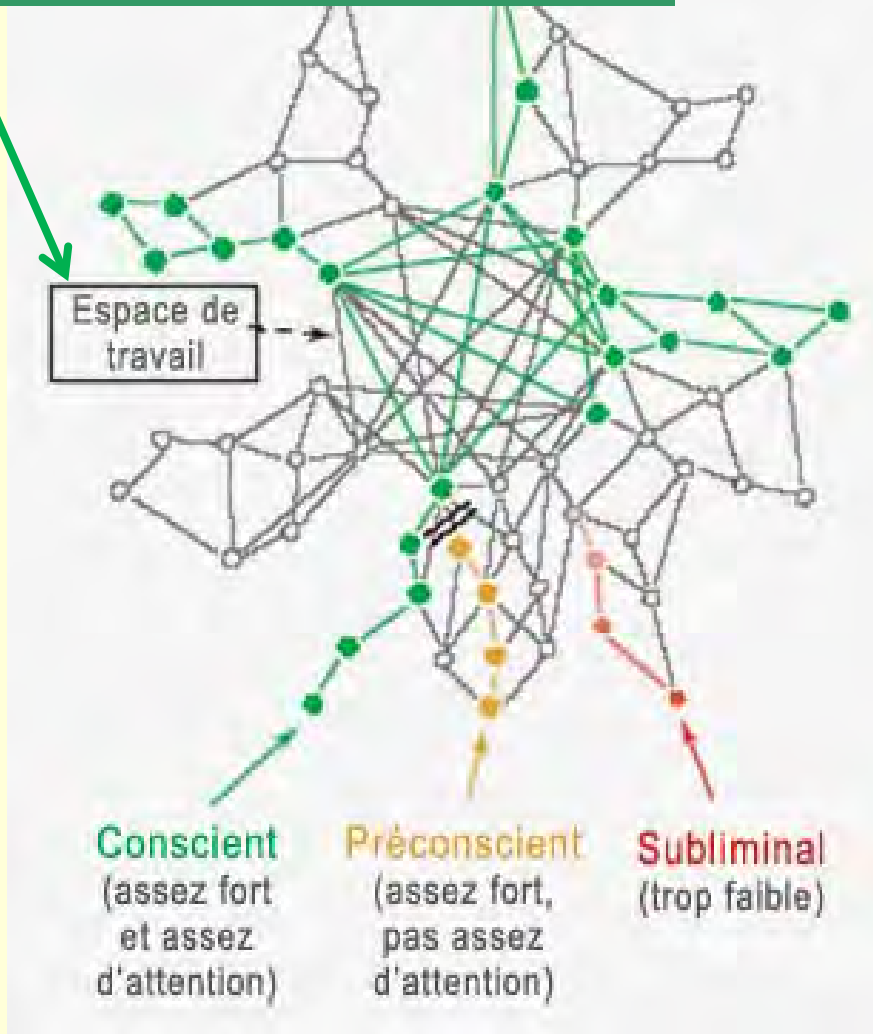 Espace de
travail
Conscient
(assez fort
et assez
d'attention)
Préconscient
(assez fort,
pas assez
d'attention)
Subliminal
(trop faible)